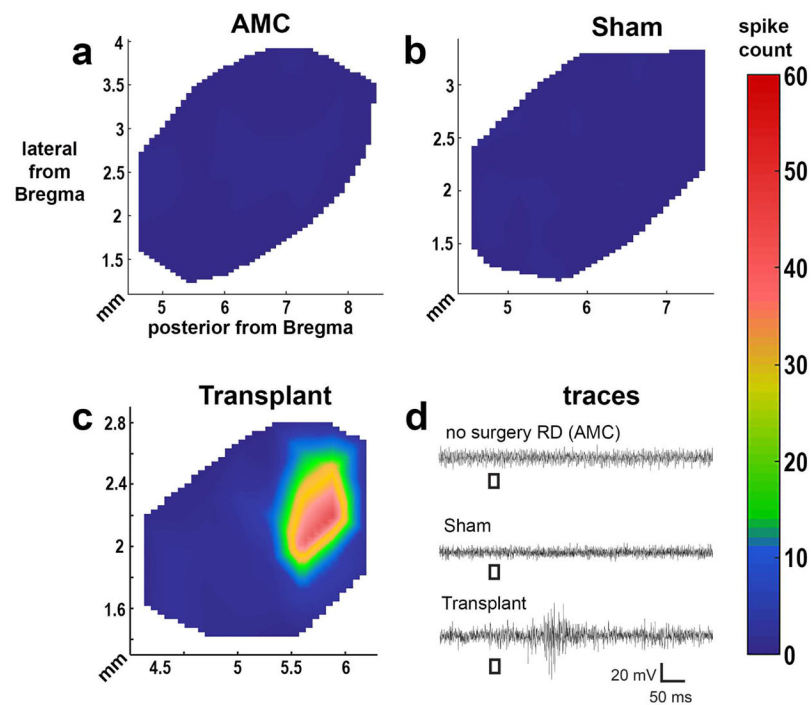 AMC
Sham
spike
count
a
b
lateral
from
Bregma
4
3.5
3
2.5
2
1.5
mm
5
6
7
8
posterior from Bregma
3
2.5
2
1.5
mm
5
6
7
60
50
40
30
20
10
0
Transplant
traces
c
d
2.8
2.4
2
1.6
mm
4.5
5
5.5
6
no surgery RD (AMC)
Sham
Transplant
20 mV
50 ms